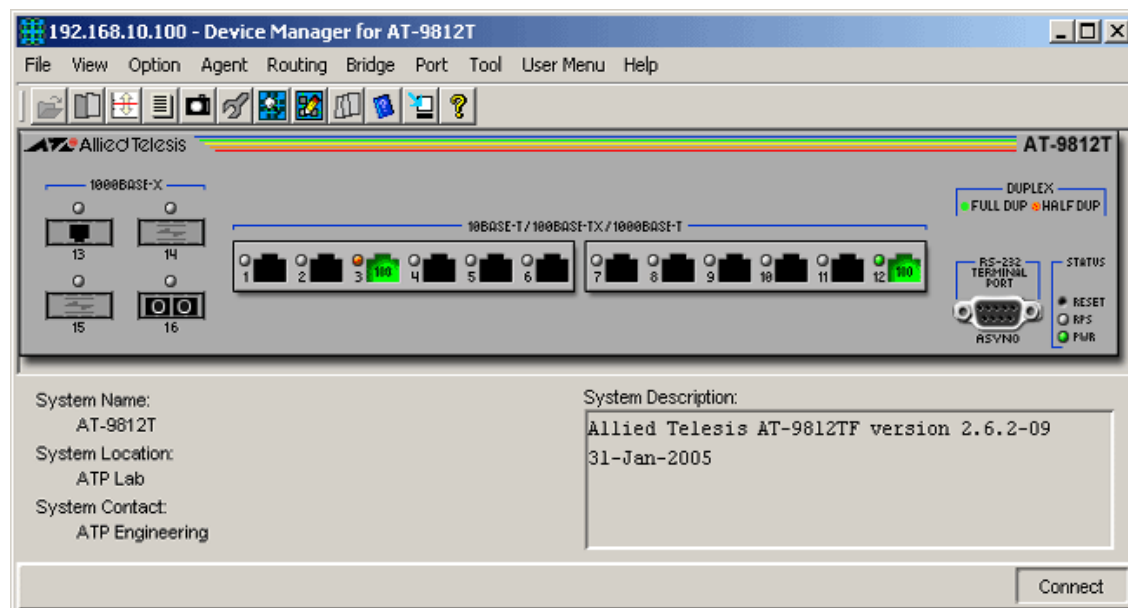 192.168.10.100 - Device Manager for AT-9812T
File View Option Agent Routing Bridge Port Tool User Menu Help
Allied Telesis
AT-9812T
1000BASE-X
13 14
15 16
10BASE-T/100BASE-TX/1000BASE-T
1 2 3 100 4 5 6 7 8 9 10 11 12 100
DUPLEX
FULL DUP HALF DUP
RS-232
TERMINAL
PORT
ASYN0
STATUS
RESET
RPS
PWR
System Name:
AT-9812T
System Location:
ATP Lab
System Contact:
ATP Engineering
System Description:
Allied Telesis AT-9812TF version 2.6.2-09
31-Jan-2005
Connect